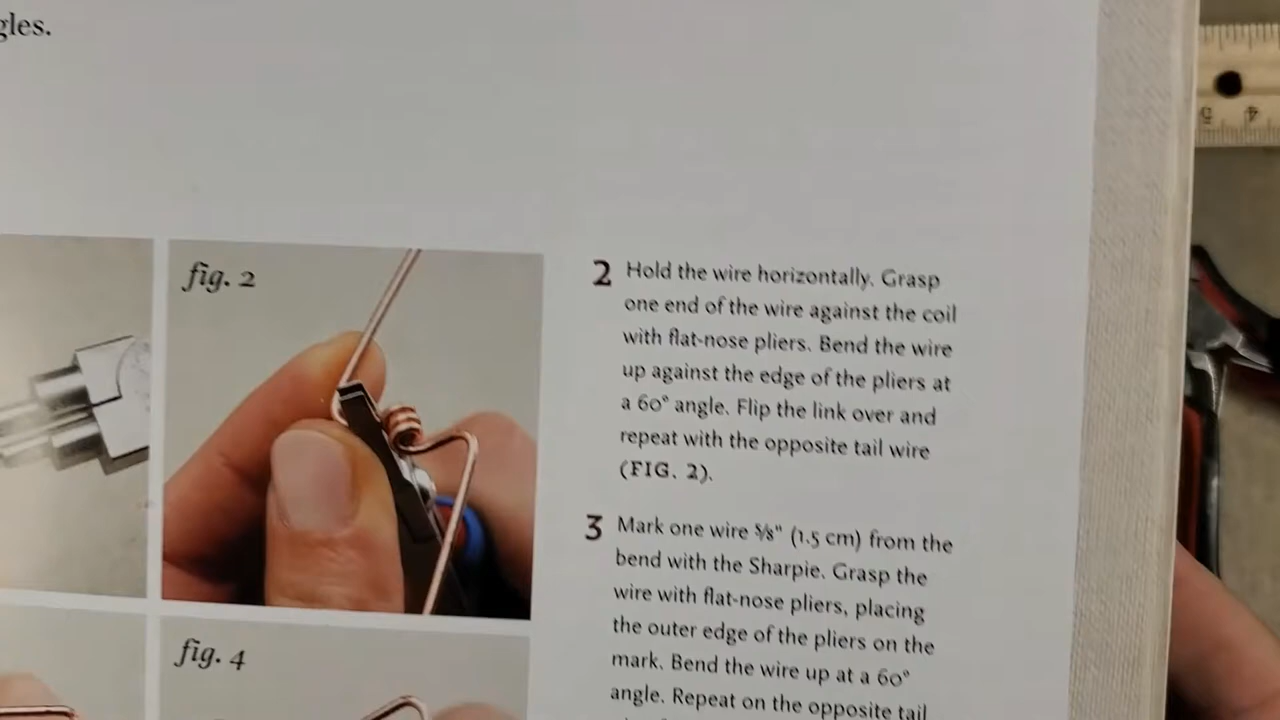 gles.
fig. 2
2 Hold the wire horizontally. Grasp
one end of the wire against the coil
with flat-nose pliers. Bend the wire
up against the edge of the pliers at
a 60° angle. Flip the link over and
repeat with the opposite tail wire
(FIG. 2).
3 Mark one wire 5/8" (1.5 cm) from the
bend with the Sharpie. Grasp the
wire with flat-nose pliers, placing
the outer edge of the pliers on the
mark. Bend the wire up at a 60°
angle. Repeat on the opposite tail
fig. 4
5 4